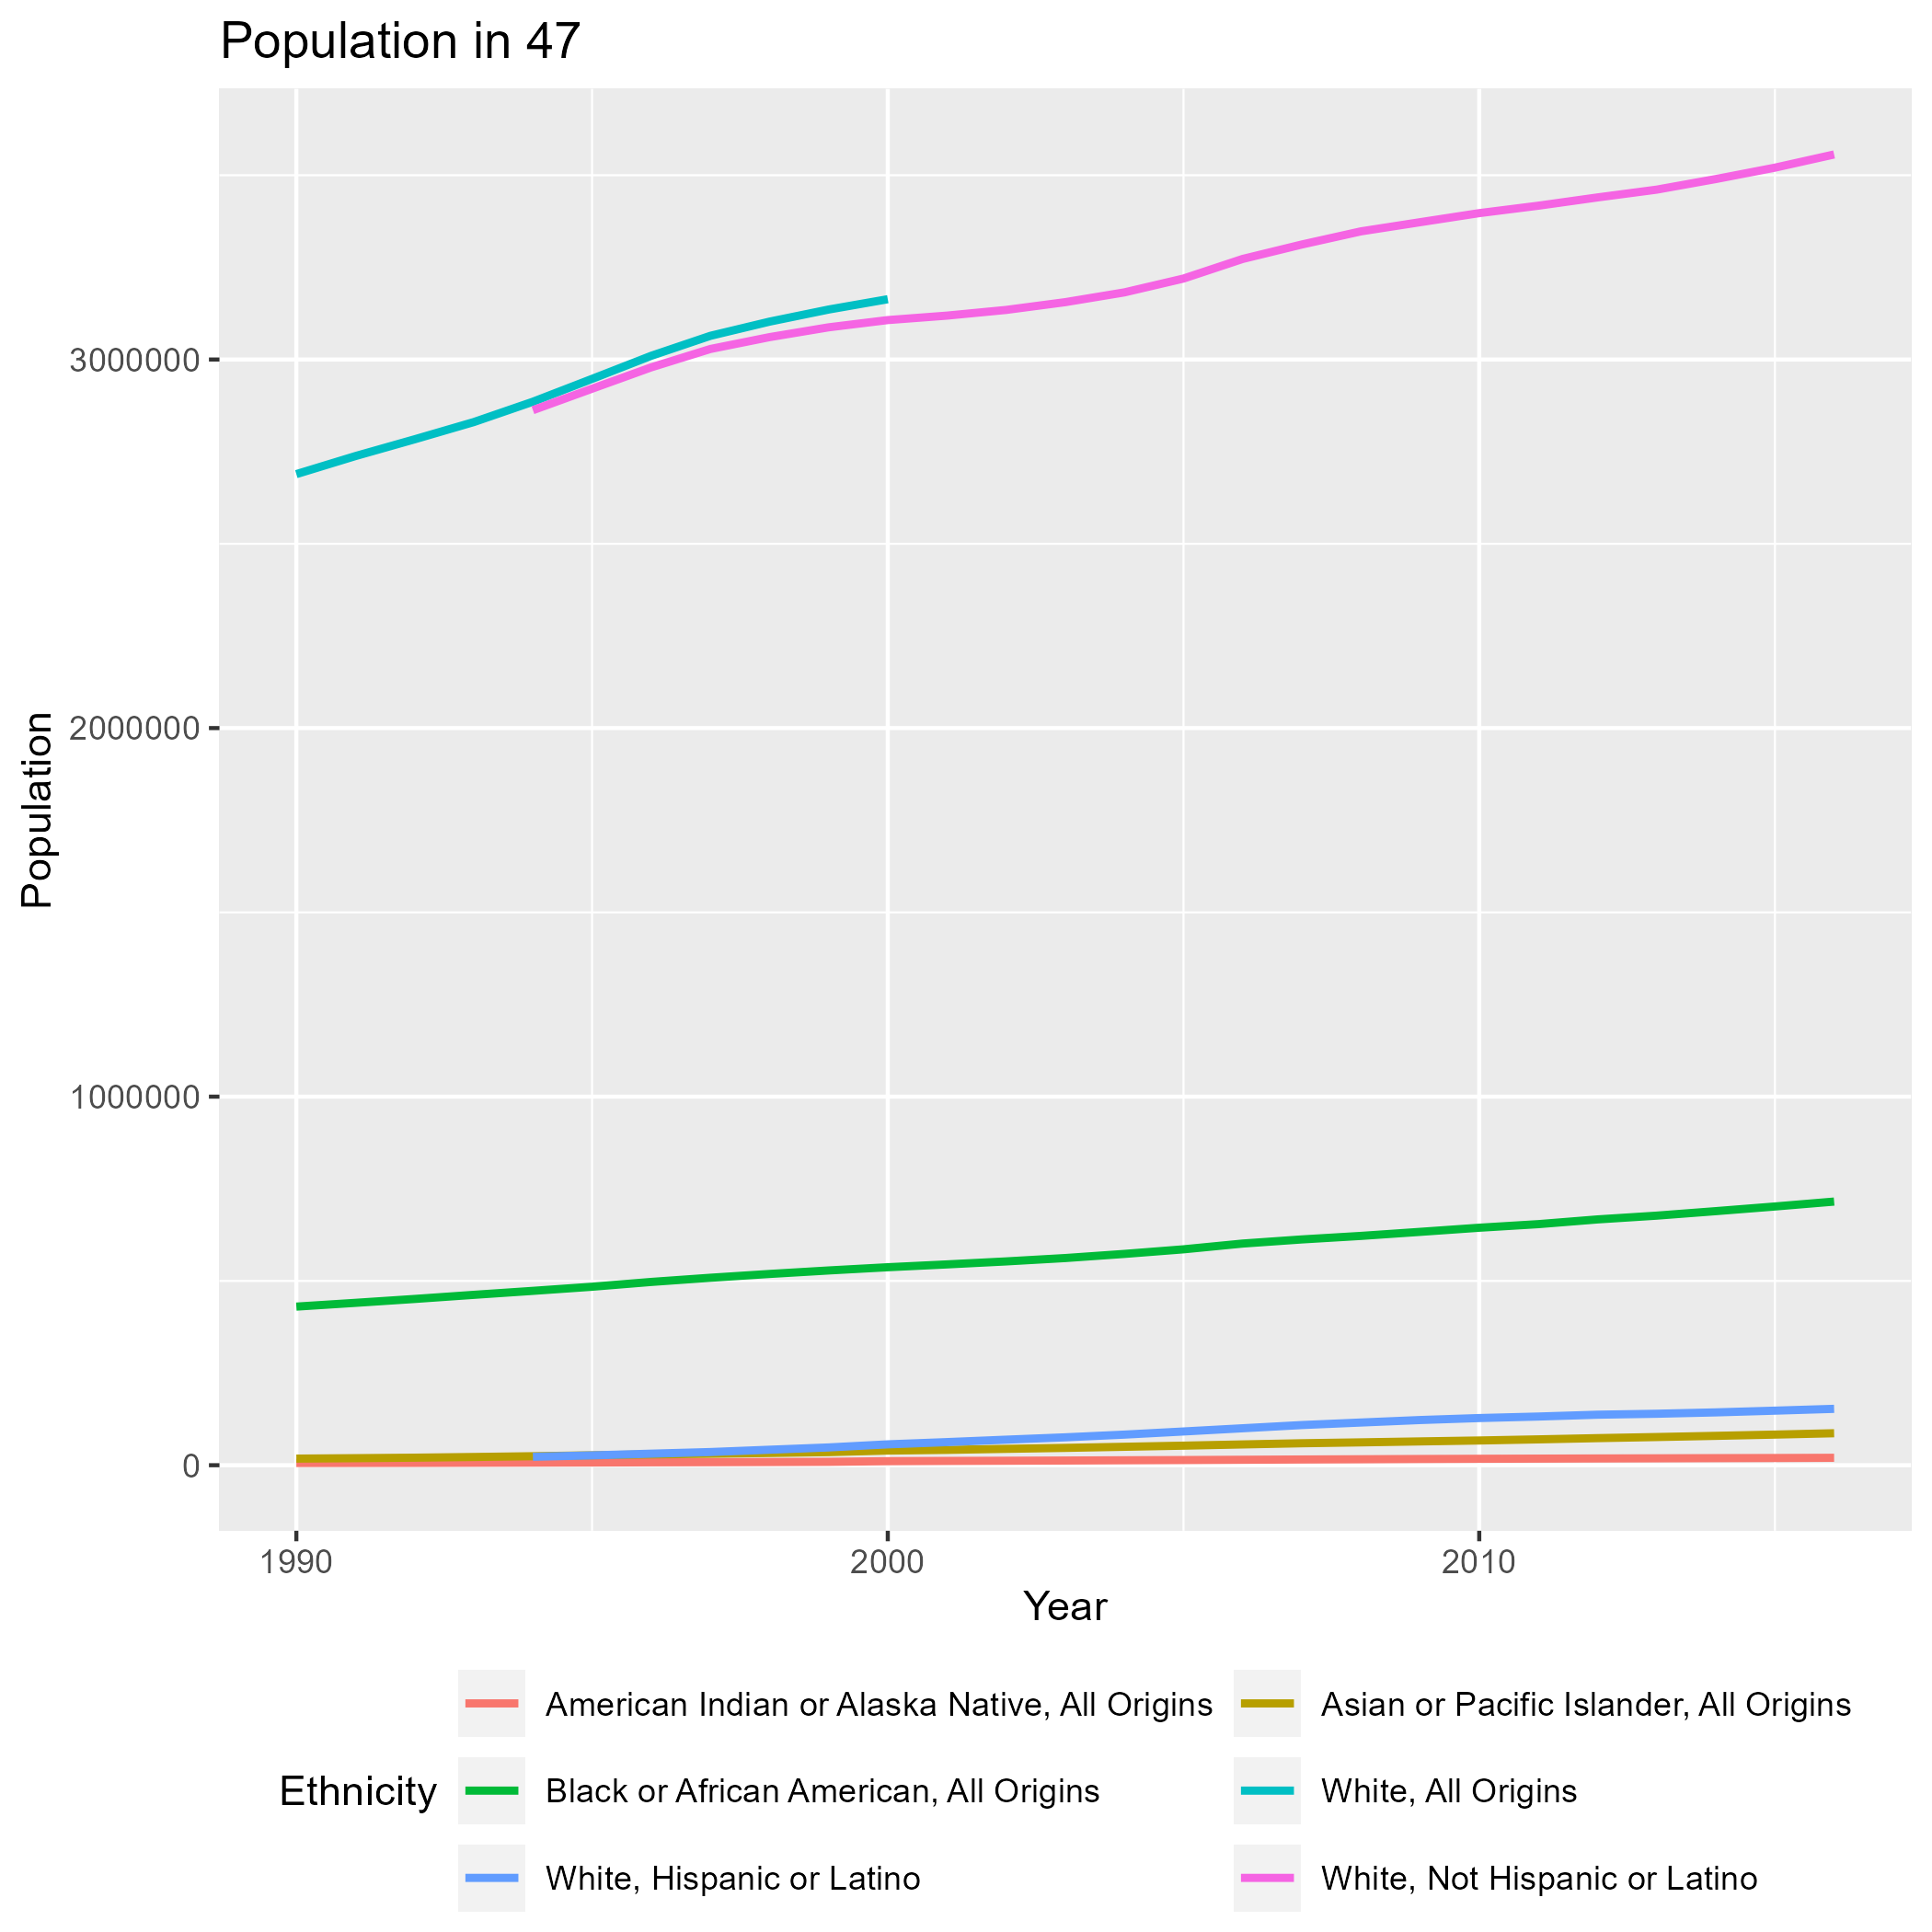 Population in 47
Population
3000000
2000000
1000000
0
1990 2000 2010
Year
Ethnicity
American Indian or Alaska Native, All Origins
Asian or Pacific Islander, All Origins
Black or African American, All Origins
White, All Origins
White, Hispanic or Latino
White, Not Hispanic or Latino